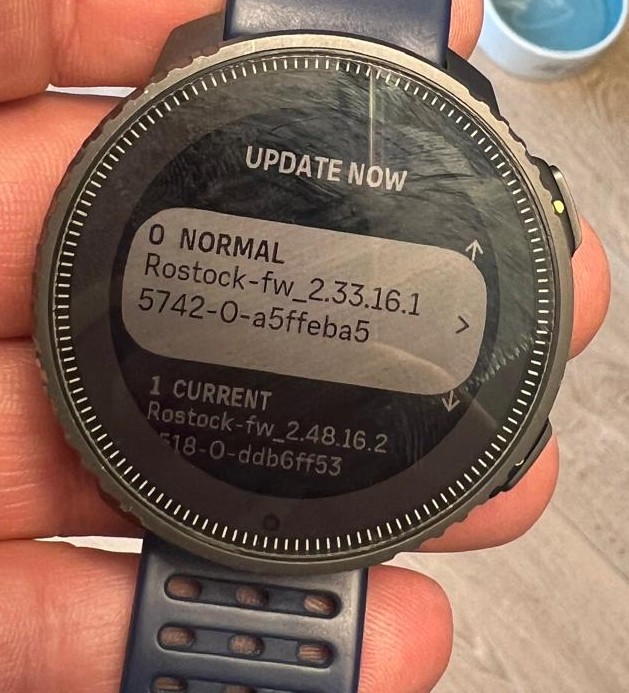 UPDATE NOW
0 NORMAL
Rostock-fw_2.33.16.1
5742-0-a5ffeba5
1 CURRENT
Rostock-fw_2.48.16.2
518-0-ddb6ff53